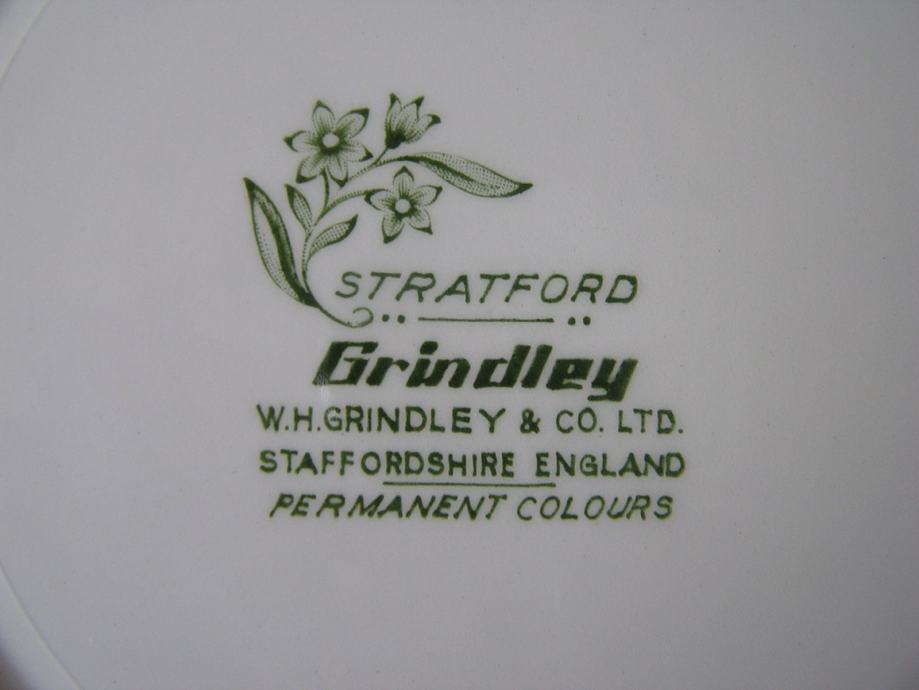 STRATFORD
Grindley
W.H.GRINDLEY & CO. LTD.
STAFFORDSHIRE ENGLAND
PERMANENT COLOURS